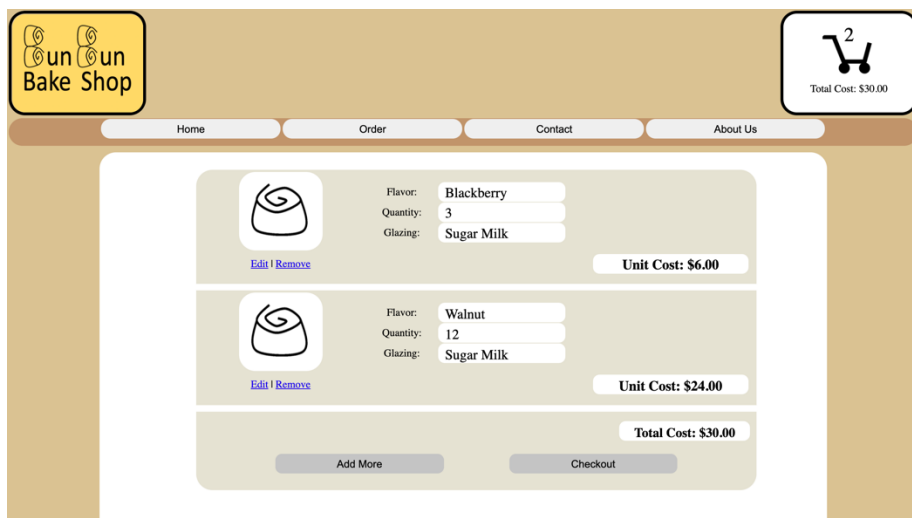 Bun Bun
Bake Shop
2
Total Cost: $30.00
Home
Order
Contact
About Us
Flavor: Blackberry
Quantity: 3
Glazing: Sugar Milk
Edit | Remove
Unit Cost: $6.00
Flavor: Walnut
Quantity: 12
Glazing: Sugar Milk
Edit | Remove
Unit Cost: $24.00
Total Cost: $30.00
Add More
Checkout